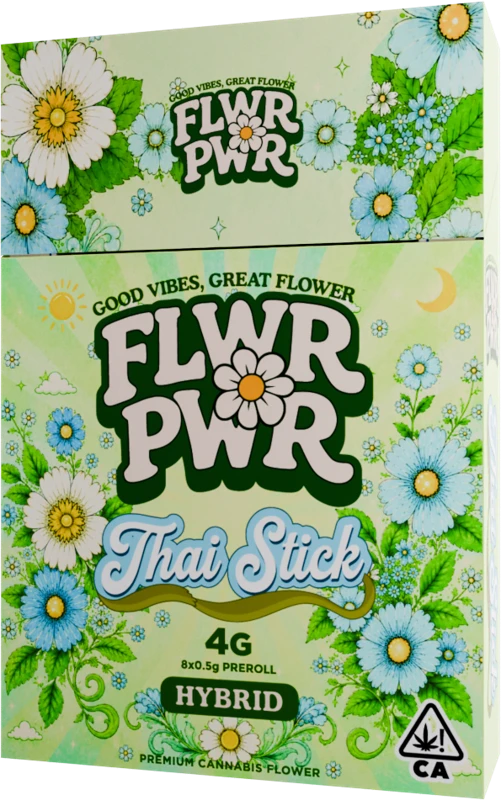 GOOD VIBES, GREAT FLOWER
FLWR
PWR
GOOD VIBES, GREAT FLOWER
FLWR
PWR
Thai Stick
4G
8x0.5g PREROLL
HYBRID
PREMIUM CANNABIS FLOWER
!
CA